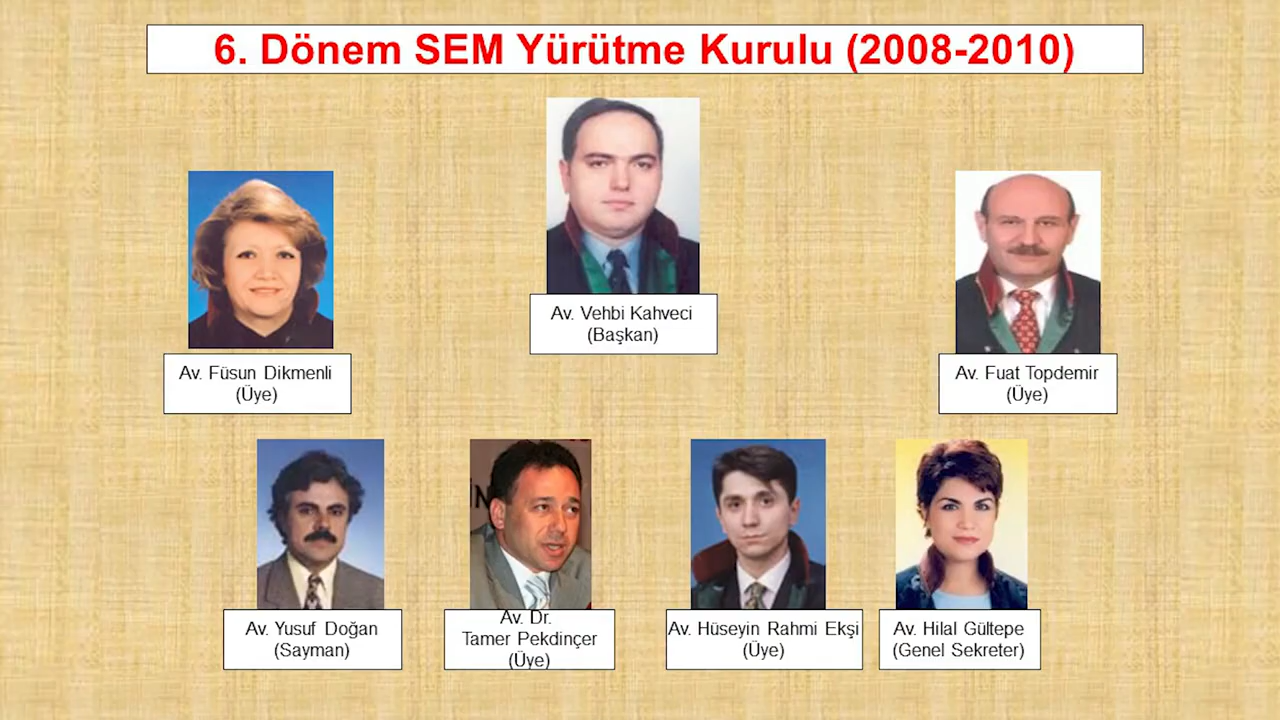 6. Dönem SEM Yürütme Kurulu (2008-2010)
Av. Vehbi Kahveci
(Başkan)
Av. Füsun Dikmenli
(Üye)
Av. Fuat Topdemir
(Üye)
Av. Yusuf Doğan
(Sayman)
Av. Dr.
Tamer Pekdinçer
(Üye)
Av. Hüseyin Rahmi Ekşi
(Üye)
Av. Hilal Gültepe
(Genel Sekreter)